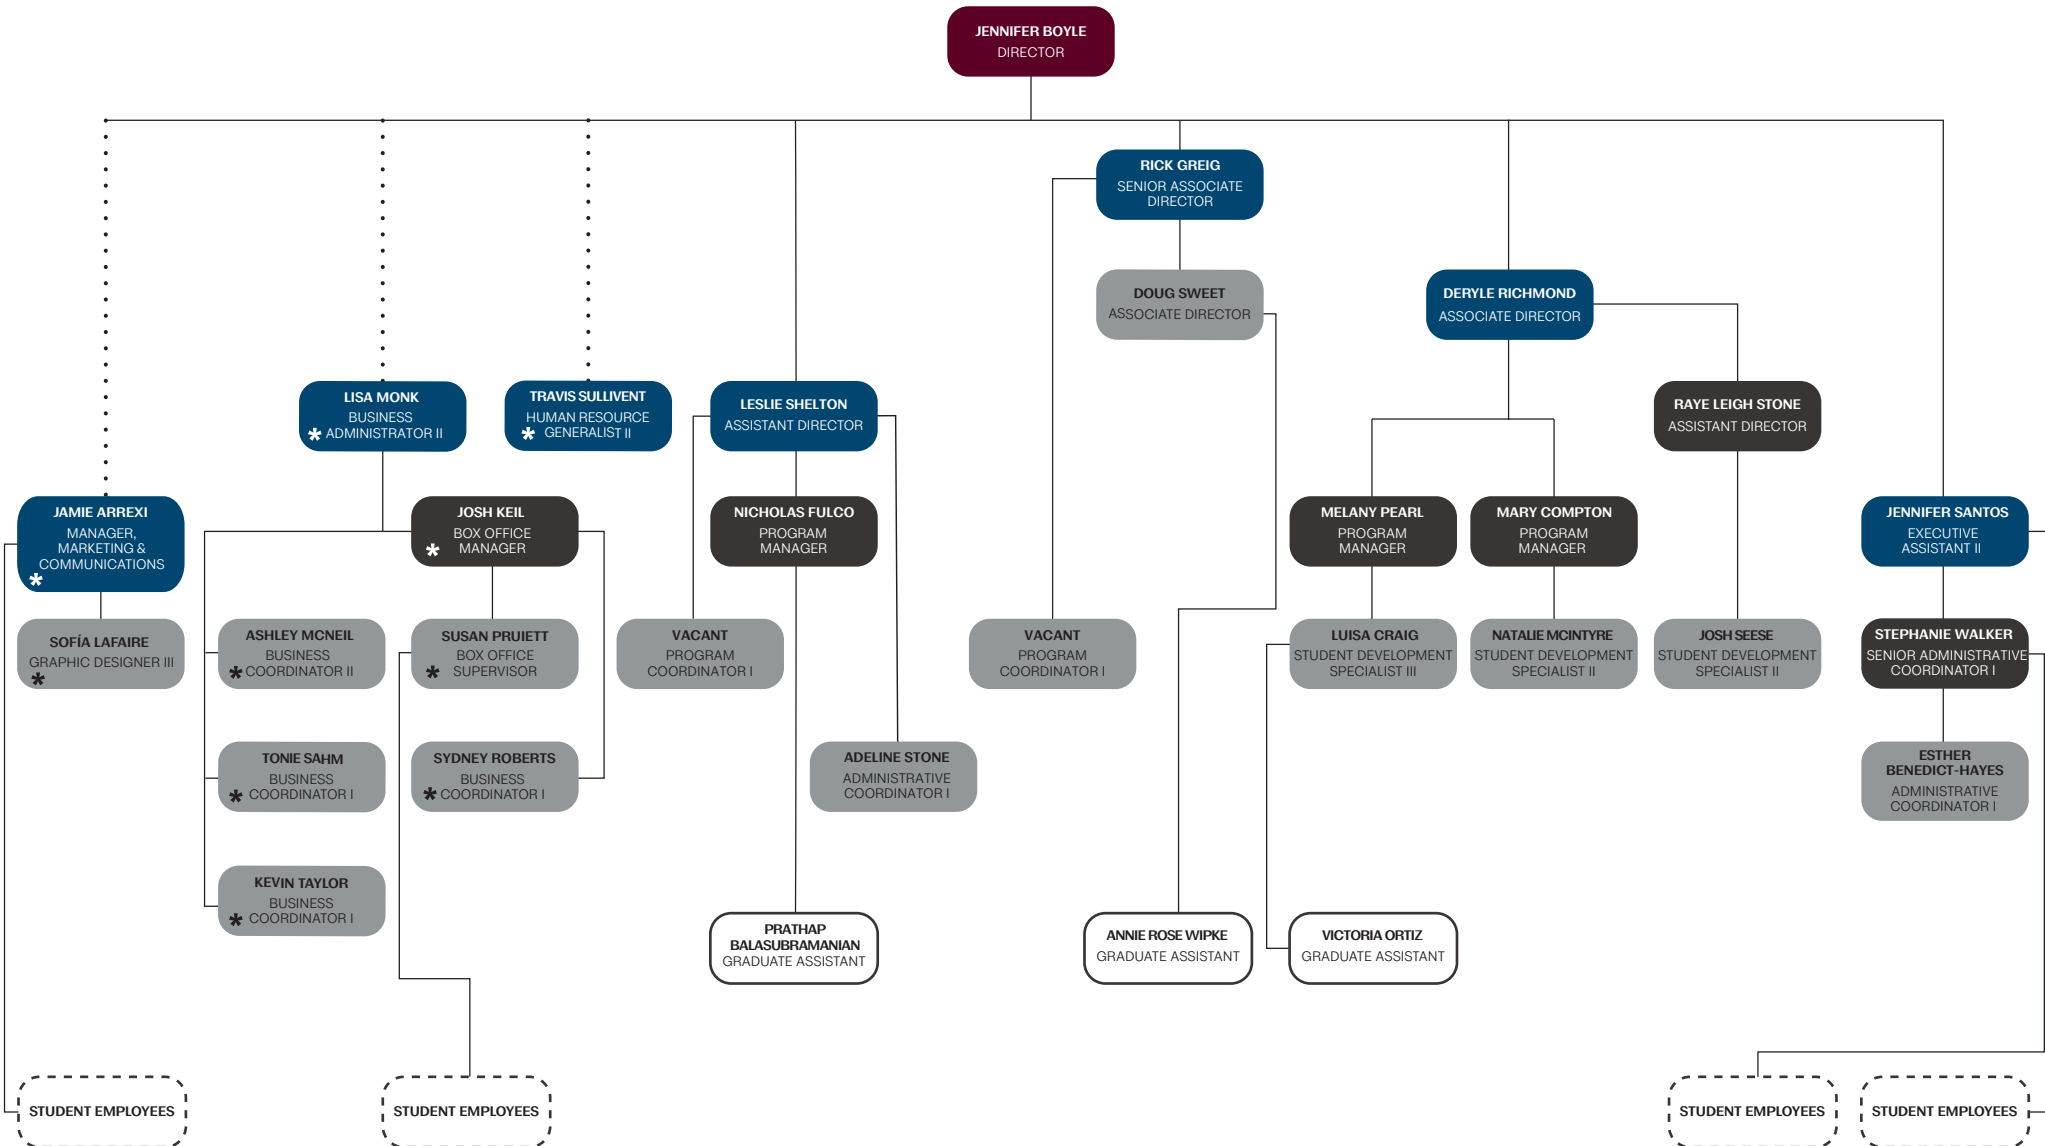 JENNIFER BOYLE
DIRECTOR
RICK GREIG
SENIOR ASSOCIATE
DIRECTOR
DOUG SWEET
ASSOCIATE DIRECTOR
DERYLE RICHMOND
ASSOCIATE DIRECTOR
LISA MONK
BUSINESS
* ADMINISTRATOR II
TRAVIS SULLIVENT
HUMAN RESOURCE
* GENERALIST II
LESLIE SHELTON
ASSISTANT DIRECTOR
RAYE LEIGH STONE
ASSISTANT DIRECTOR
JAMIE ARREXI
MANAGER,
MARKETING &
COMMUNICATIONS
*
JOSH KEIL
BOX OFFICE
* MANAGER
NICHOLAS FULCO
PROGRAM
MANAGER
MELANY PEARL
PROGRAM
MANAGER
MARY COMPTON
PROGRAM
MANAGER
JENNIFER SANTOS
EXECUTIVE
ASSISTANT II
SOFÍA LAFAIRE
GRAPHIC DESIGNER III
*
ASHLEY MCNEIL
BUSINESS
* COORDINATOR II
SUSAN PRUIETT
BOX OFFICE
* SUPERVISOR
VACANT
PROGRAM
COORDINATOR I
VACANT
PROGRAM
COORDINATOR I
LUISA CRAIG
STUDENT DEVELOPMENT
SPECIALIST III
NATALIE MCINTYRE
STUDENT DEVELOPMENT
SPECIALIST II
JOSH SEESE
STUDENT DEVELOPMENT
SPECIALIST II
STEPHANIE WALKER
SENIOR ADMINISTRATIVE
COORDINATOR I
TONIE SAHM
BUSINESS
* COORDINATOR I
SYDNEY ROBERTS
BUSINESS
* COORDINATOR I
ADELINE STONE
ADMINISTRATIVE
COORDINATOR I
ESTHER
BENEDICT-HAYES
ADMINISTRATIVE
COORDINATOR I
KEVIN TAYLOR
BUSINESS
* COORDINATOR I
PRATHAP
BALASUBRAMANIAN
GRADUATE ASSISTANT
ANNIE ROSE WIPKE
GRADUATE ASSISTANT
VICTORIA ORTIZ
GRADUATE ASSISTANT
STUDENT EMPLOYEES
STUDENT EMPLOYEES
STUDENT EMPLOYEES
STUDENT EMPLOYEES